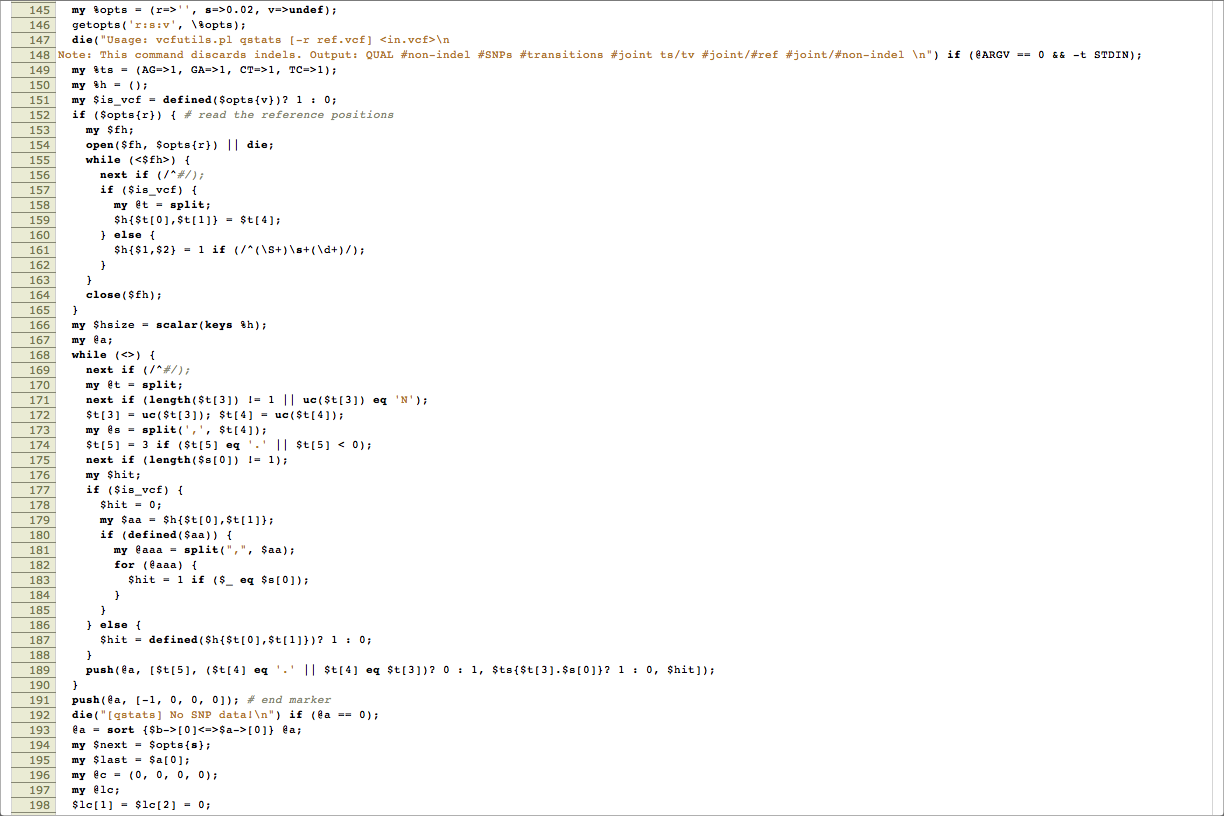 145 my %opts = (r=>'', s=>0.02, v=>undef);
146 getopts('r:s:v', \%opts);
147 die("Usage: vcfutils.pl qstats [-r ref.vcf] <in.vcf>\n
148 Note: This command discards indels. Output: QUAL #non-indel #SNPs #transitions #joint ts/tv #joint/#ref #joint/#non-indel \n") if (@ARGV == 0 && -t STDIN);
149 my %ts = (AG=>1, GA=>1, CT=>1, TC=>1);
150 my %h = ();
151 my $is_vcf = defined($opts{v})? 1 : 0;
152 if ($opts{r}) { # read the reference positions
153 my $fh;
154 open($fh, $opts{r}) || die;
155 while (<$fh>) {
156 next if (/^#/);
157 if ($is_vcf) {
158 my @t = split;
159 $h{$t[0],$t[1]} = $t[4];
160 } else {
161 $h{$1,$2} = 1 if (/^(\S+)\s+(\d+)/);
162 }
163 }
164 close($fh);
165 }
166 my $hsize = scalar(keys %h);
167 my @a;
168 while (<>) {
169 next if (/^#/);
170 my @t = split;
171 next if (length($t[3]) != 1 || uc($t[3]) eq 'N');
172 $t[3] = uc($t[3]); $t[4] = uc($t[4]);
173 my @s = split(',', $t[4]);
174 $t[5] = 3 if ($t[5] eq '.' || $t[5] < 0);
175 next if (length($s[0]) != 1);
176 my $hit;
177 if ($is_vcf) {
178 $hit = 0;
179 my $aa = $h{$t[0],$t[1]};
180 if (defined($aa)) {
181 my @aaa = split(",", $aa);
182 for (@aaa) {
183 $hit = 1 if ($_ eq $s[0]);
184 }
185 }
186 } else {
187 $hit = defined($h{$t[0],$t[1]})? 1 : 0;
188 }
189 push(@a, [$t[5], ($t[4] eq '.' || $t[4] eq $t[3])? 0 : 1, $ts{$t[3].$s[0]}? 1 : 0, $hit]);
190 }
191 push(@a, [-1, 0, 0, 0]); # end marker
192 die("[qstats] No SNP data!\n") if (@a == 0);
193 @a = sort {$b->[0]<=>$a->[0]} @a;
194 my $next = $opts{s};
195 my $last = $a[0];
196 my @c = (0, 0, 0, 0);
197 my @lc;
198 $lc[1] = $lc[2] = 0;